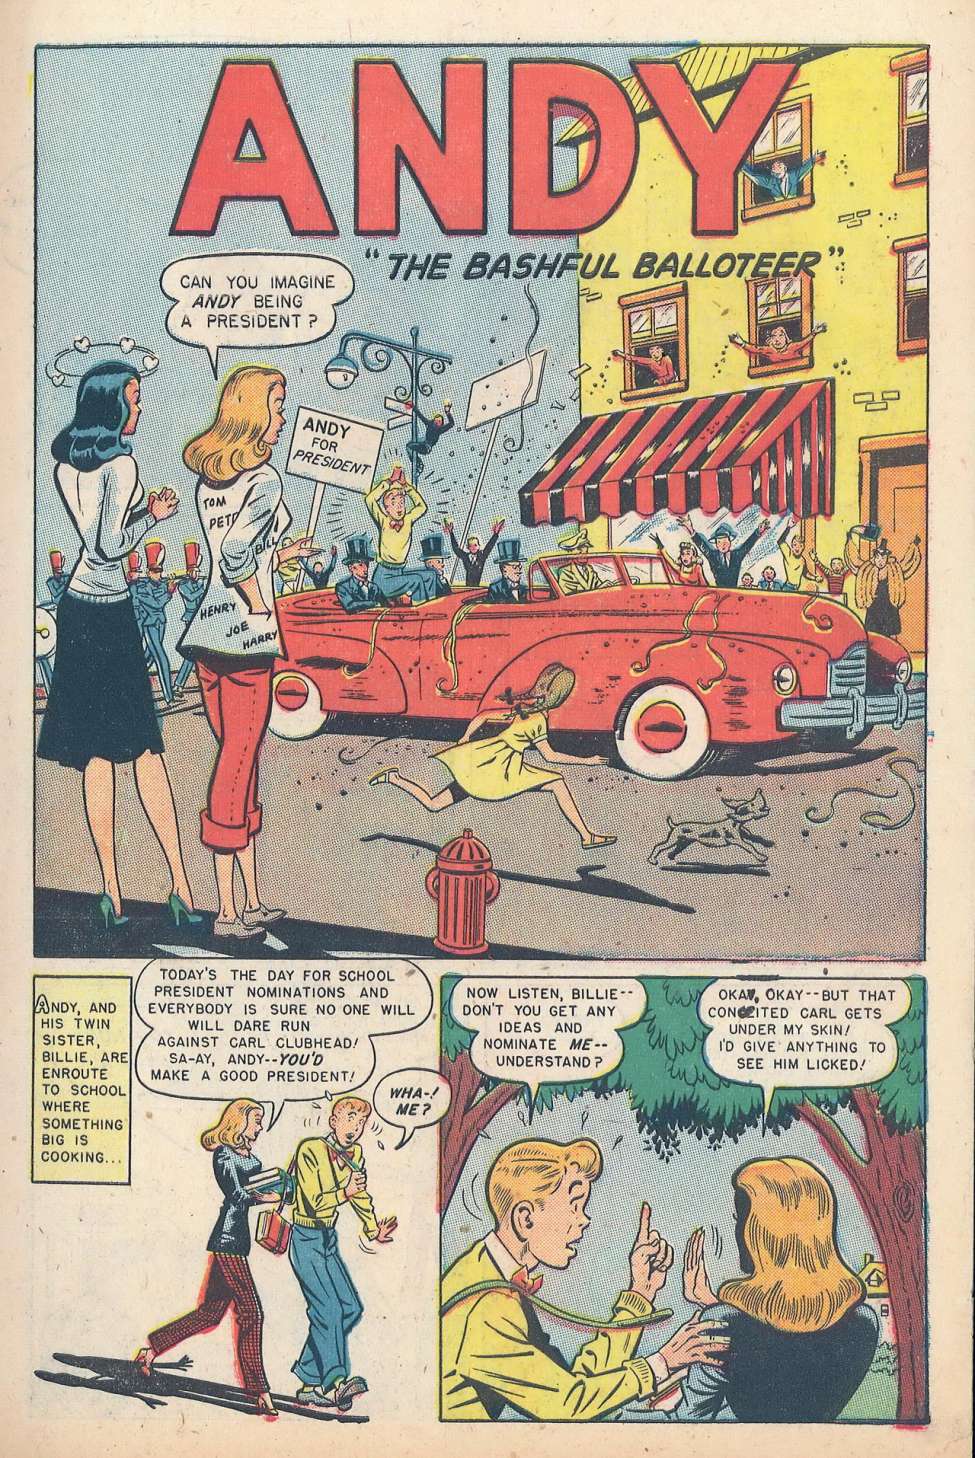 ANDY
"THE BASHFUL BALLOTEER"
CAN YOU IMAGINE
ANDY BEING
A PRESIDENT?
ANDY
FOR
PRESIDENT
TOM
PETE
BILL
HENRY
JOE
HARRY
ANDY, AND
HIS TWIN
SISTER,
BILLIE, ARE
ENROUTE
TO SCHOOL
WHERE
SOMETHING
BIG IS
COOKING...
TODAY'S THE DAY FOR SCHOOL
PRESIDENT NOMINATIONS AND
EVERYBODY IS SURE NO ONE WILL
WILL DARE RUN
AGAINST CARL CLUBHEAD!
SA-AY, ANDY--YOU'D
MAKE A GOOD PRESIDENT!
WHA-!
ME?
NOW LISTEN, BILLIE--
DON'T YOU GET ANY
IDEAS AND
NOMINATE ME--
UNDERSTAND?
OKAY, OKAY--BUT THAT
CONCEITED CARL GETS
UNDER MY SKIN!
I'D GIVE ANYTHING TO
SEE HIM LICKED!